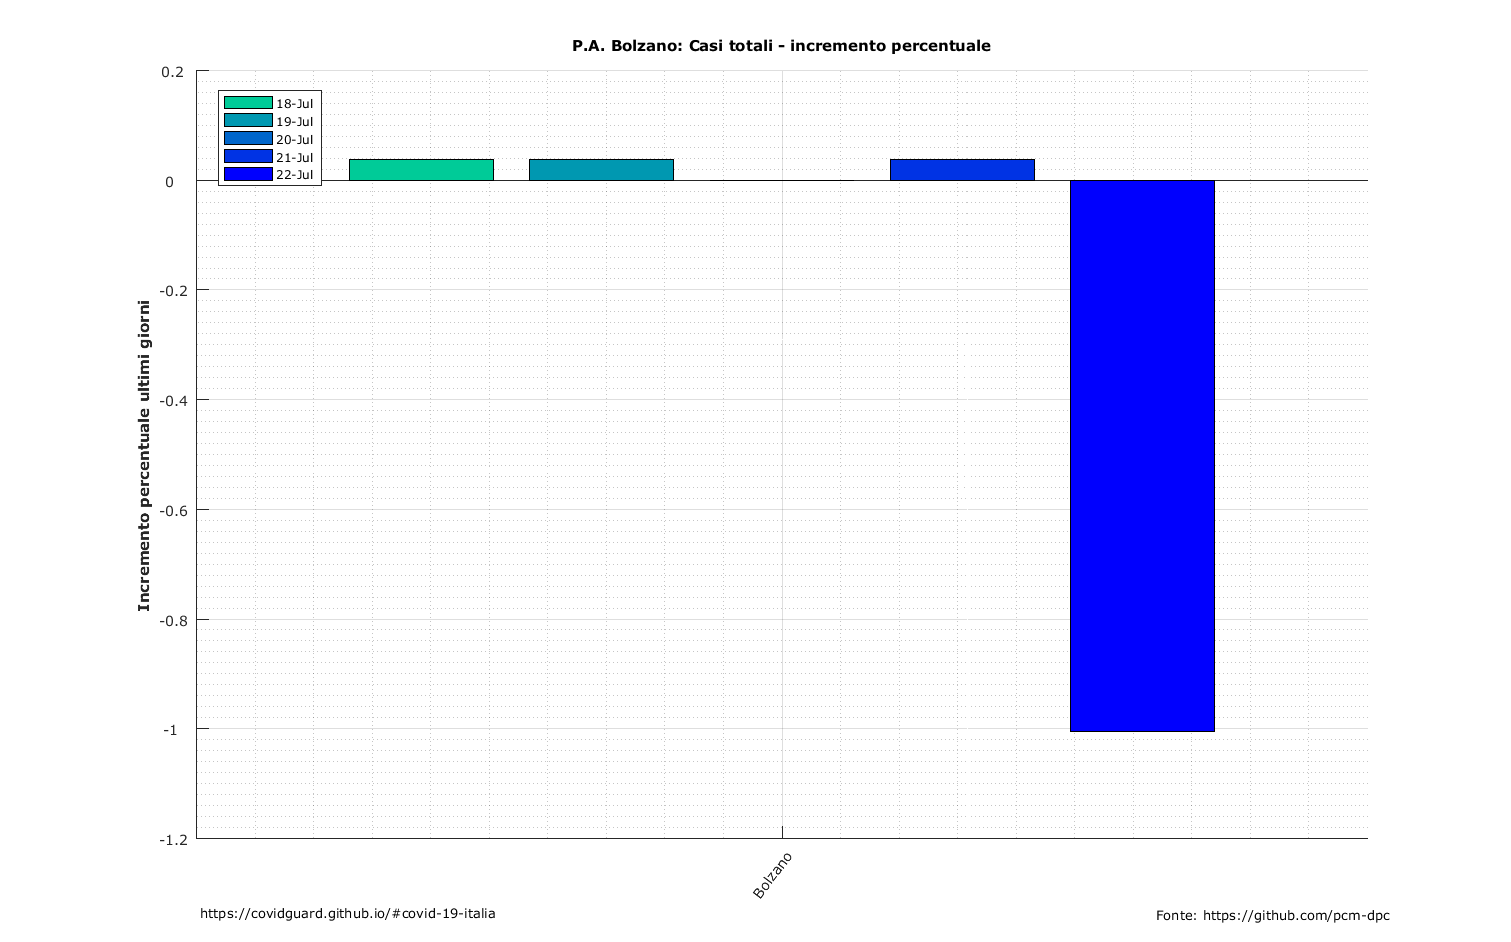 P.A. Bolzano: Casi totali - incremento percentuale
0.2
18-Jul
19-Jul
20-Jul
21-Jul
22-Jul
0
-0.2
-0.4
-0.6
-0.8
-1
-1.2
Incremento percentuale ultimi giorni
Bolzano
https://covidguard.github.io/#covid-19-italia
Fonte: https://github.com/pcm-dpc